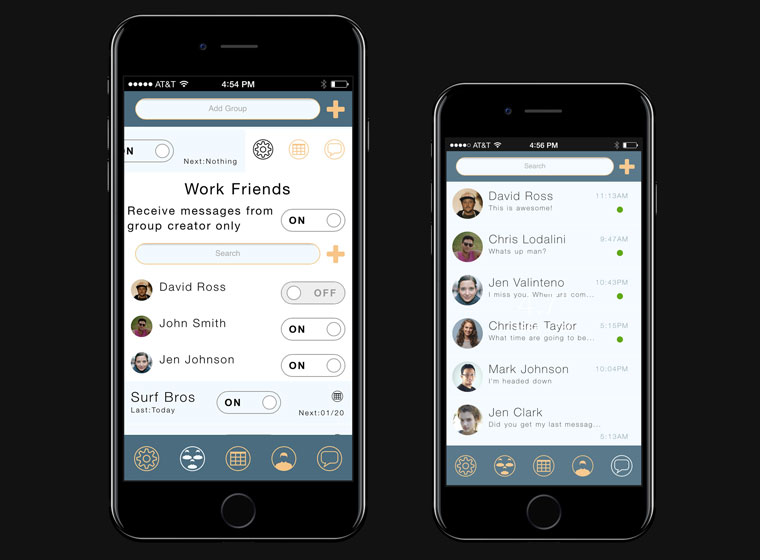 AT&T 4:54 PM
Add Group
N
Next:Nothing
Work Friends
Receive messages from
group creator only
ON
Search
David Ross
OFF
John Smith
ON
Jen Johnson
ON
Surf Bros
Last:Today
ON
Next:01/20
AT&T 4:56 PM
Search
David Ross 11:13AM
This is awesome!
Chris Lodalini 9:47AM
Whats up man?
Jen Valinteno 10:43PM
I miss you. When com...
Christine Taylor 5:15PM
What time are going to be...
Mark Johnson 10:04PM
I'm headed down
Jen Clark
Did you get my last messag...
8:13AM